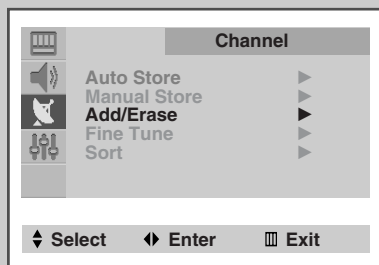 Channel
Auto Store
Manual Store
Add/Erase
Fine Tune
Sort
Select Enter Exit